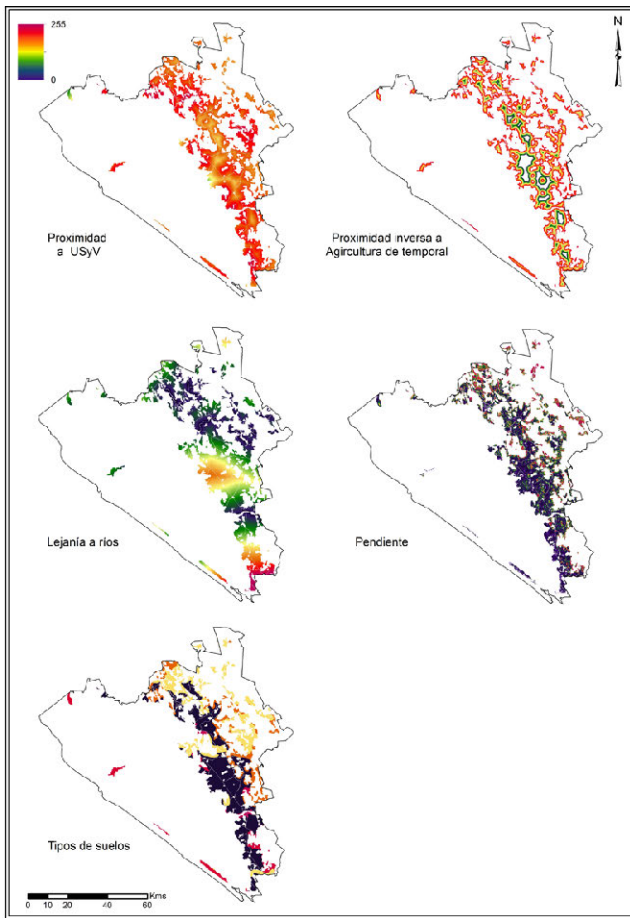 255
0
N
Proximidad
a USyV
Proximidad inversa a
Agircultura de temporal
Lejanía a ríos
Pendiente
Tipos de suelos
Kms
0 10 20 40 60